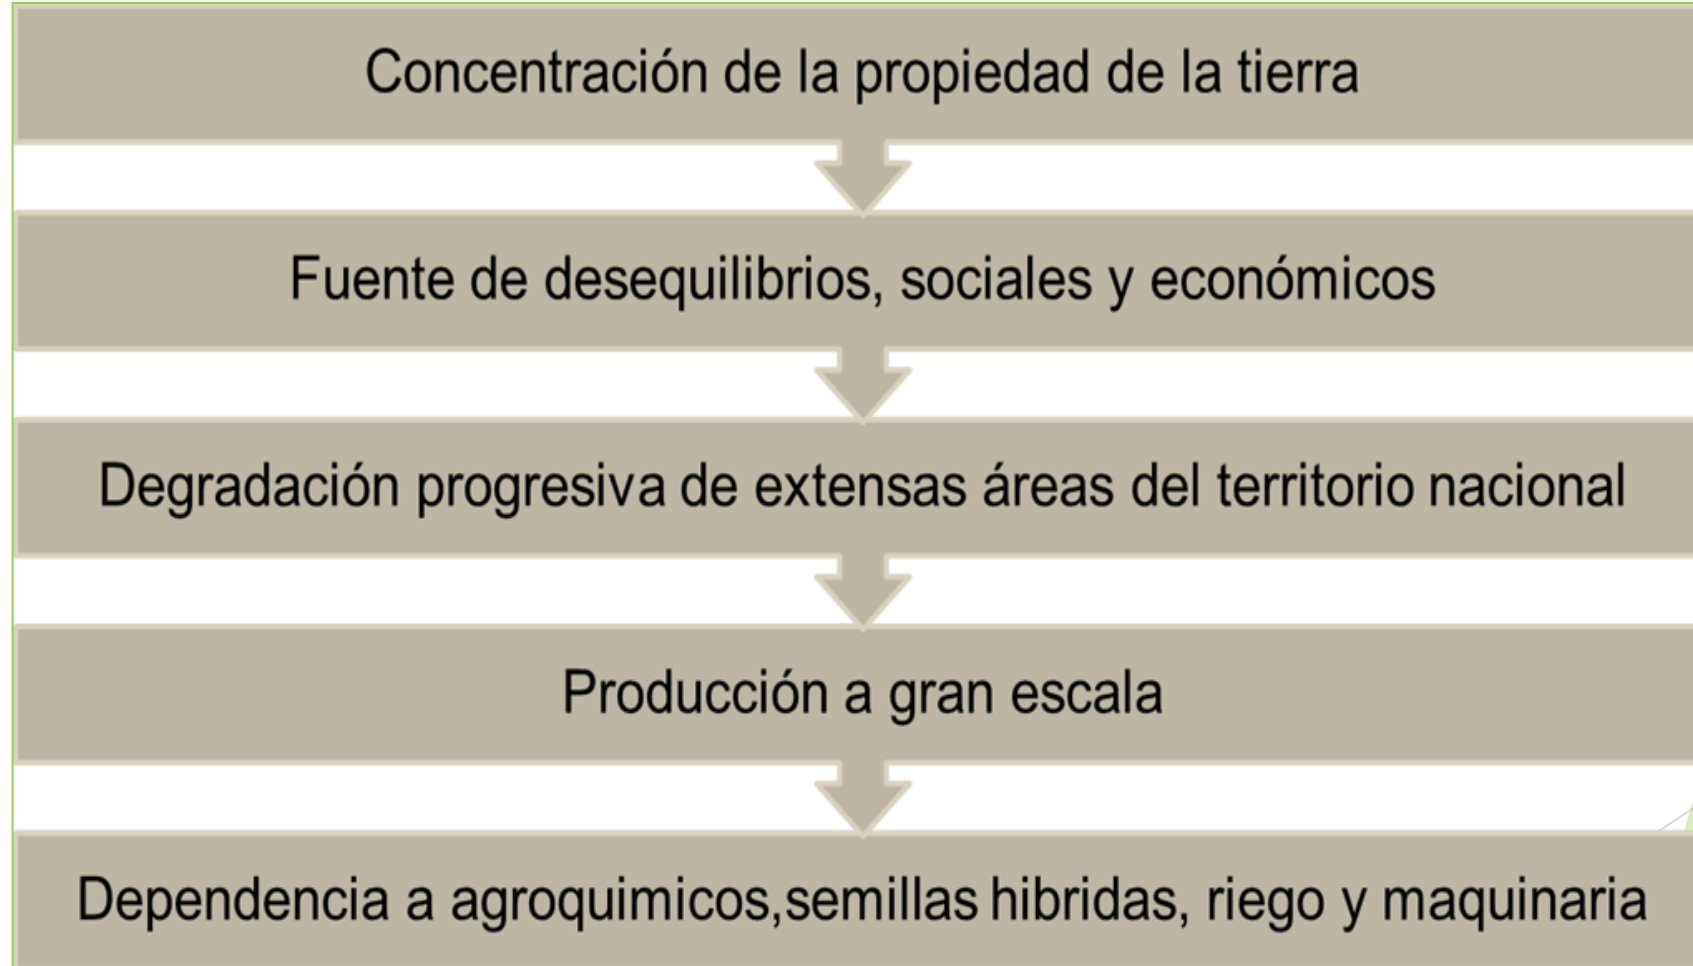 Concentración de la propiedad de la tierra
Fuente de desequilibrios, sociales y económicos
Degradación progresiva de extensas áreas del territorio nacional
Producción a gran escala
Dependencia a agroquimicos,semillas hibridas, riego y maquinaria